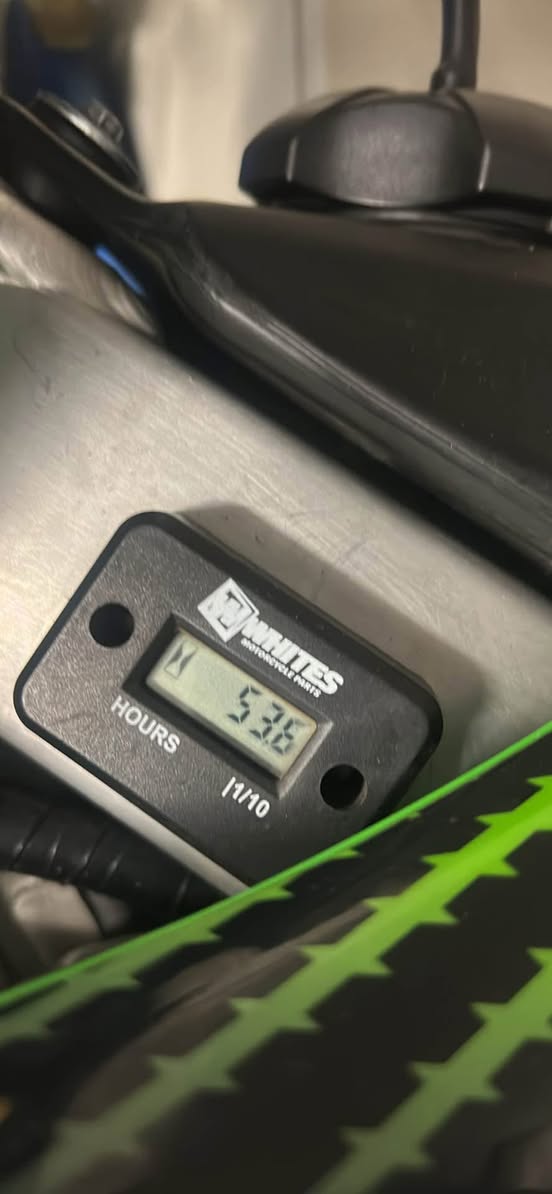 WHITES
MOTORCYCLE PARTS
53.6
HOURS
|1/10